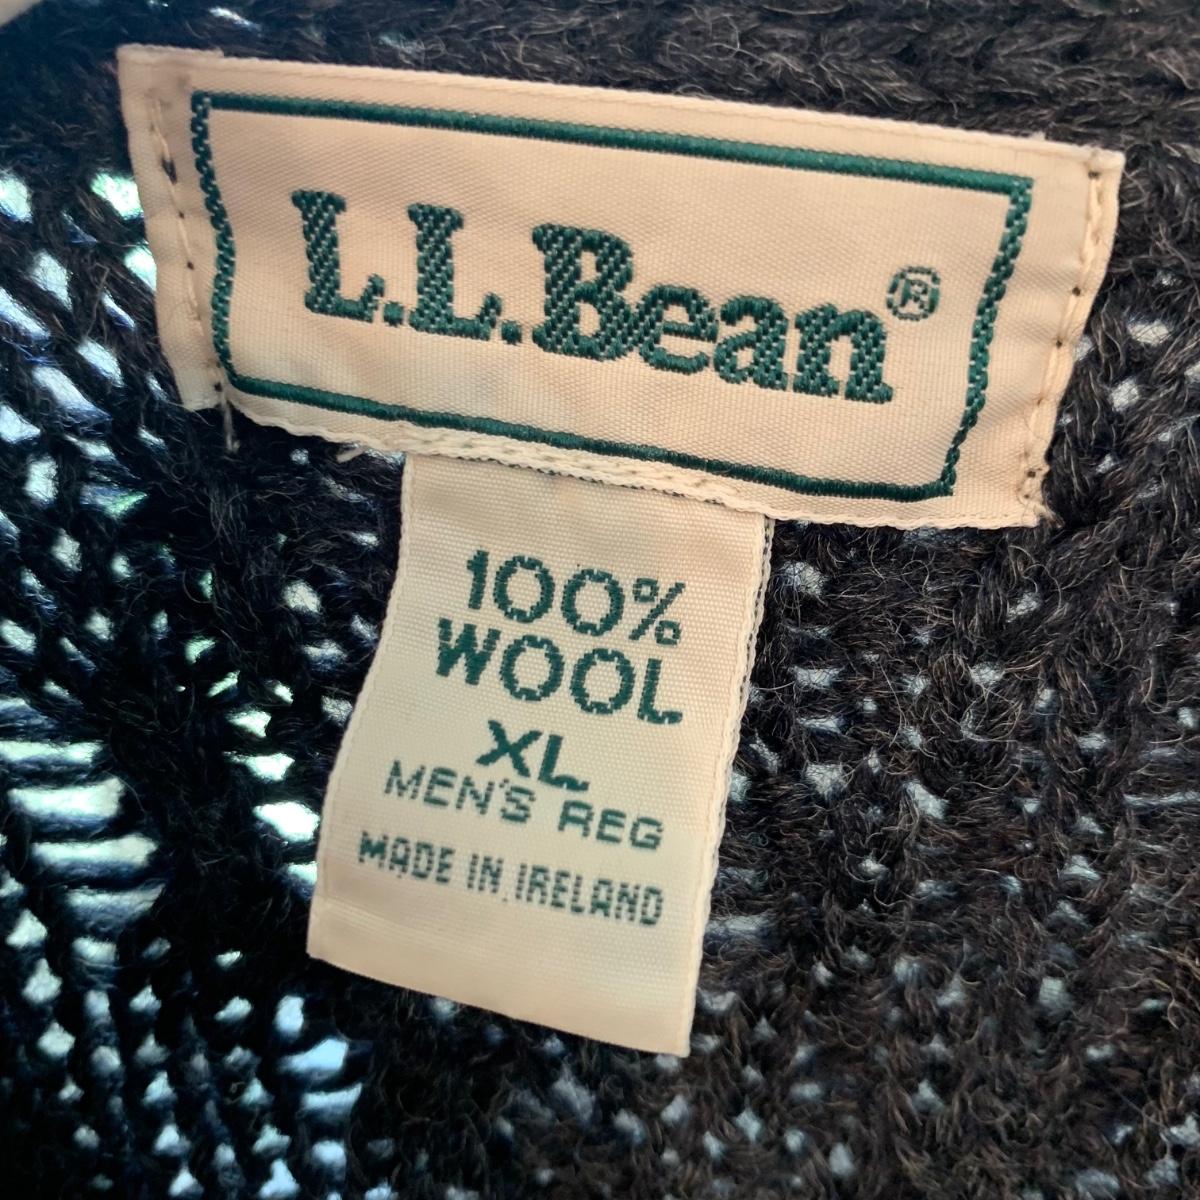 L.L.Bean®
100%
WOOL
XL
MEN'S REG
MADE IN IRELAND